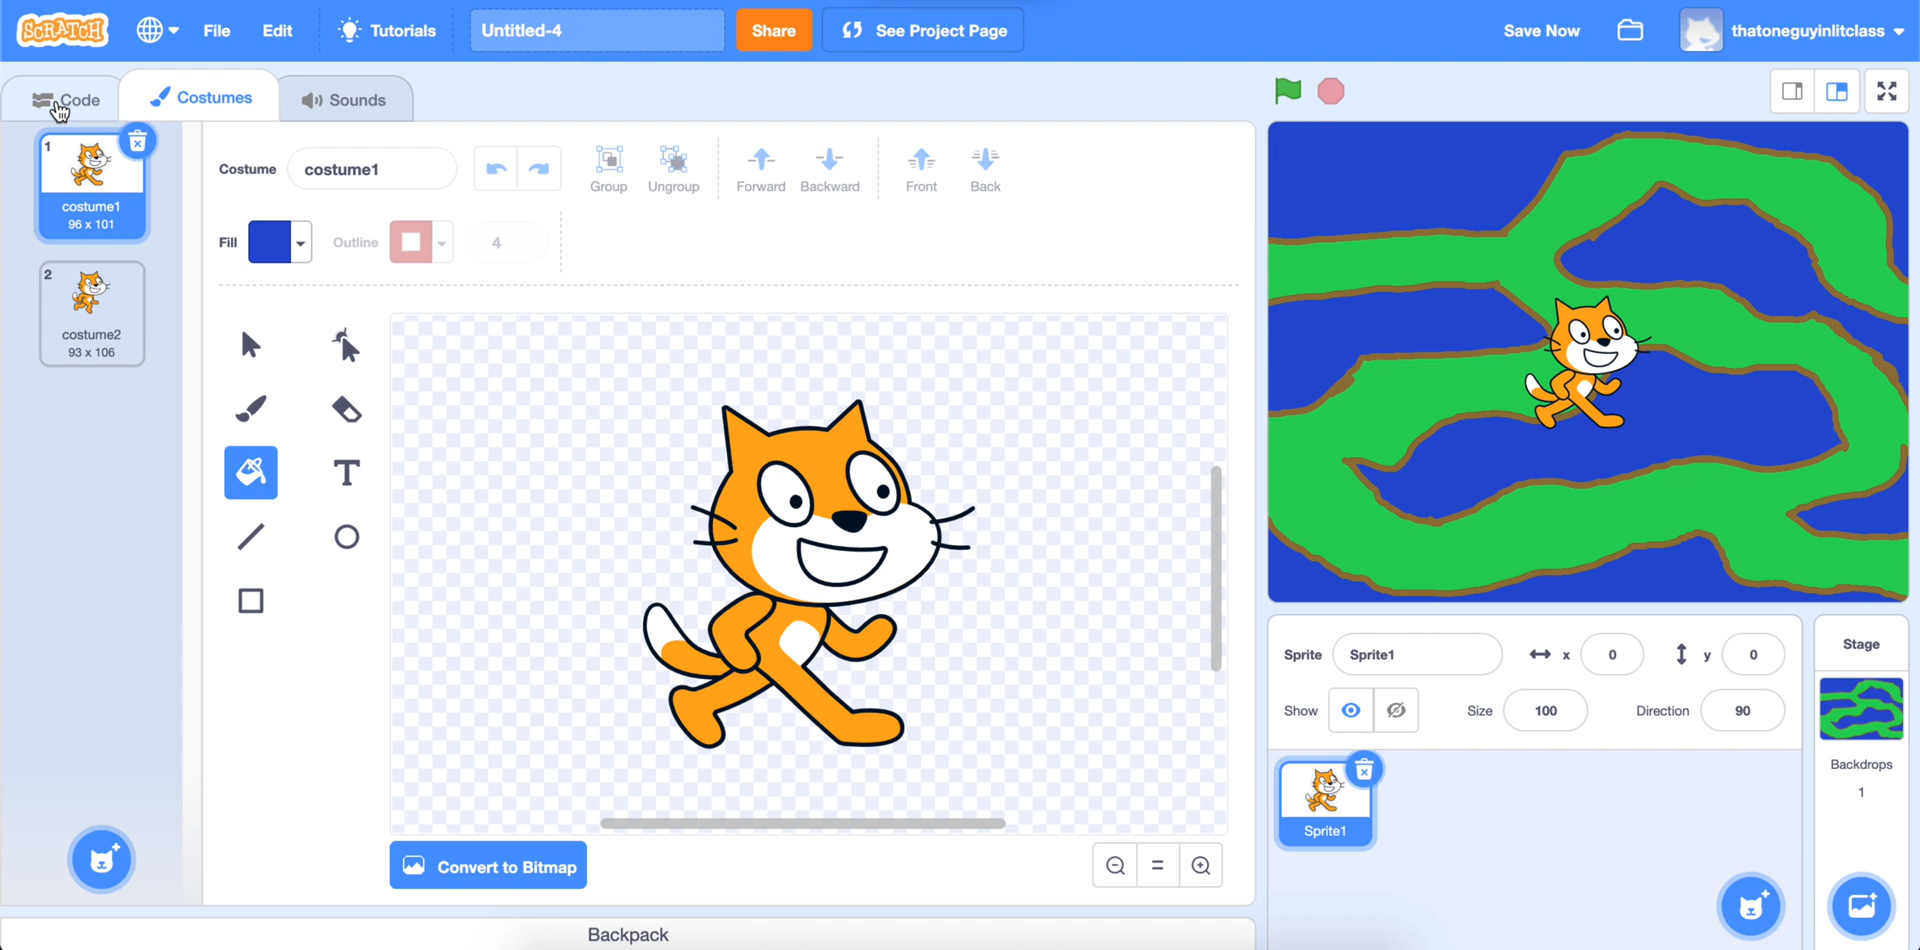 SCRATCH File Edit Tutorials Untitled-4 Share See Project Page Save Now thatoneguyinlitclass
Code Costumes Sounds
1
costume1
96 x 101
2
costume2
93 x 106
Costume costume1 Group Ungroup Forward Backward Front Back
Fill Outline 4
T
Convert to Bitmap
Backpack
Sprite Sprite1 x 0 y 0
Show Size 100 Direction 90
Sprite1
Stage
Backdrops
1